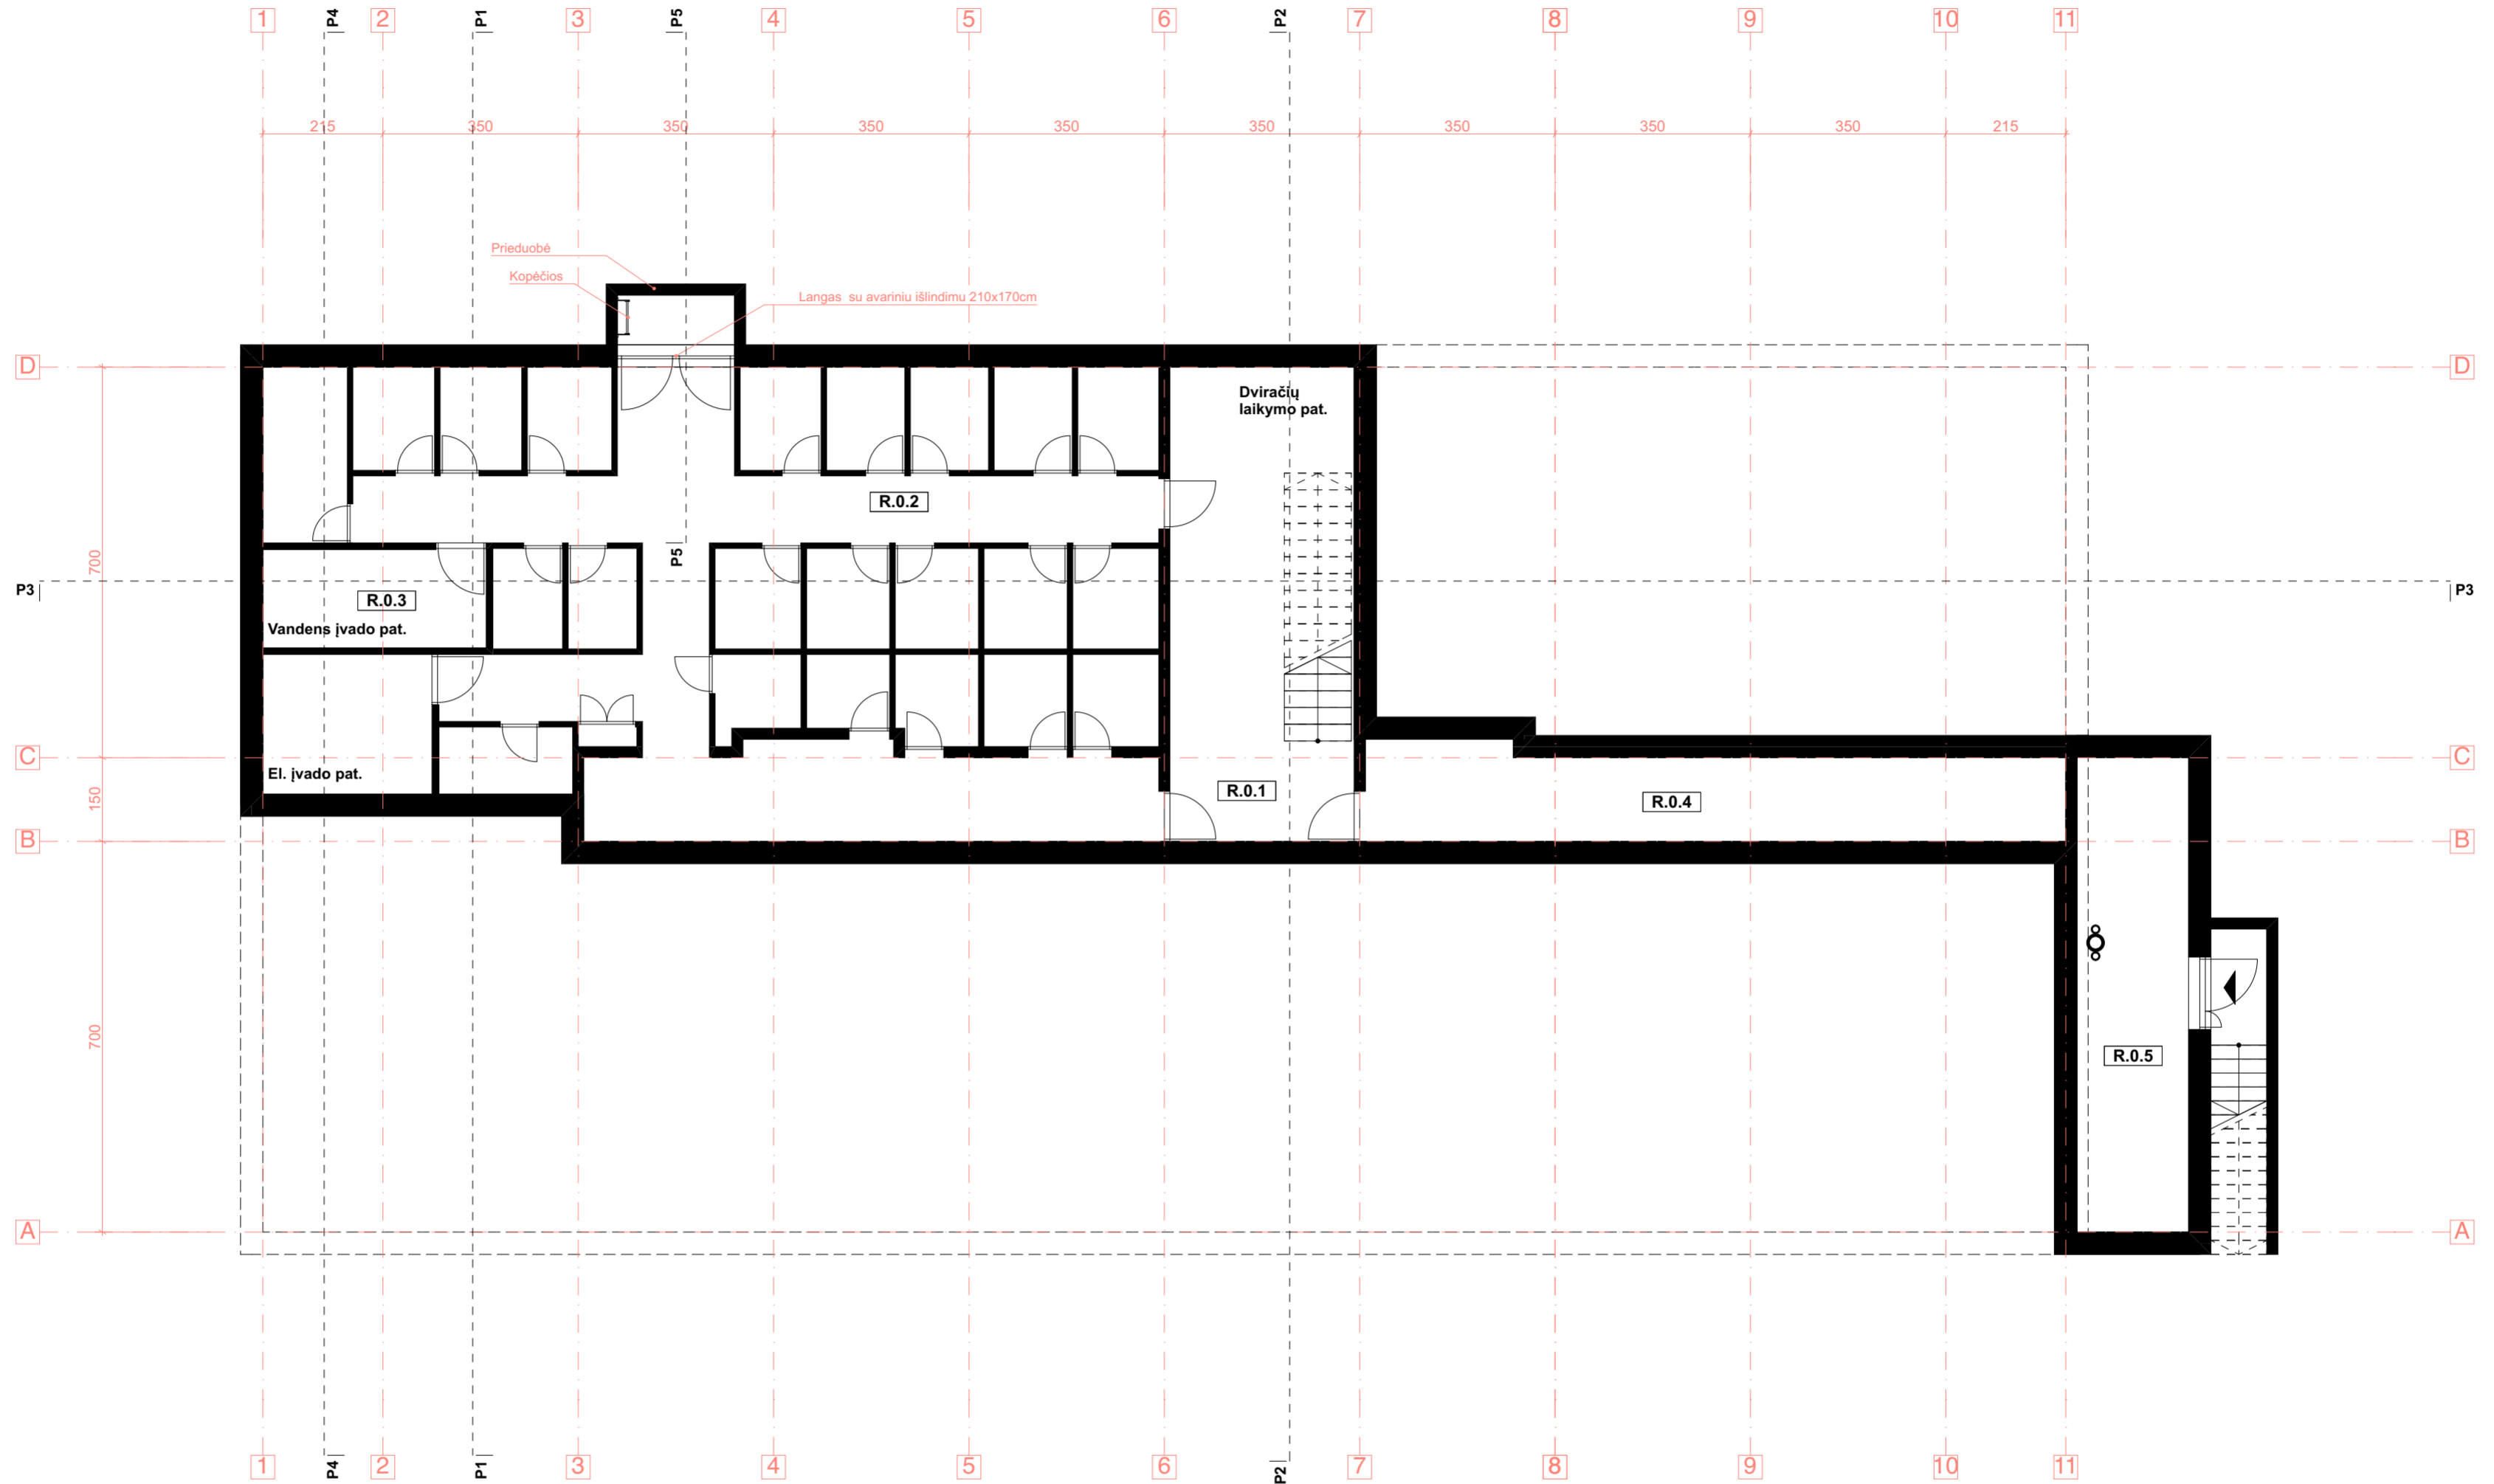 1 P4 2 P1 3 P5 4 5 6 P2 7 8 9 10 11
215 350 350 350 350 350 350 350 350 215
Prieduobė
Kopėčios
Langas su avariniu išlindimu 210x170cm
D D
Dviračių
laikymo pat.
R.0.2
700
P5
P3 P3
R.0.3
Vandens įvado pat.
C C
El. įvado pat.
150
R.0.1
R.0.4
B B
700
R.0.5
A A
1 P4 2 P1 3 4 5 6 P2 7 8 9 10 11